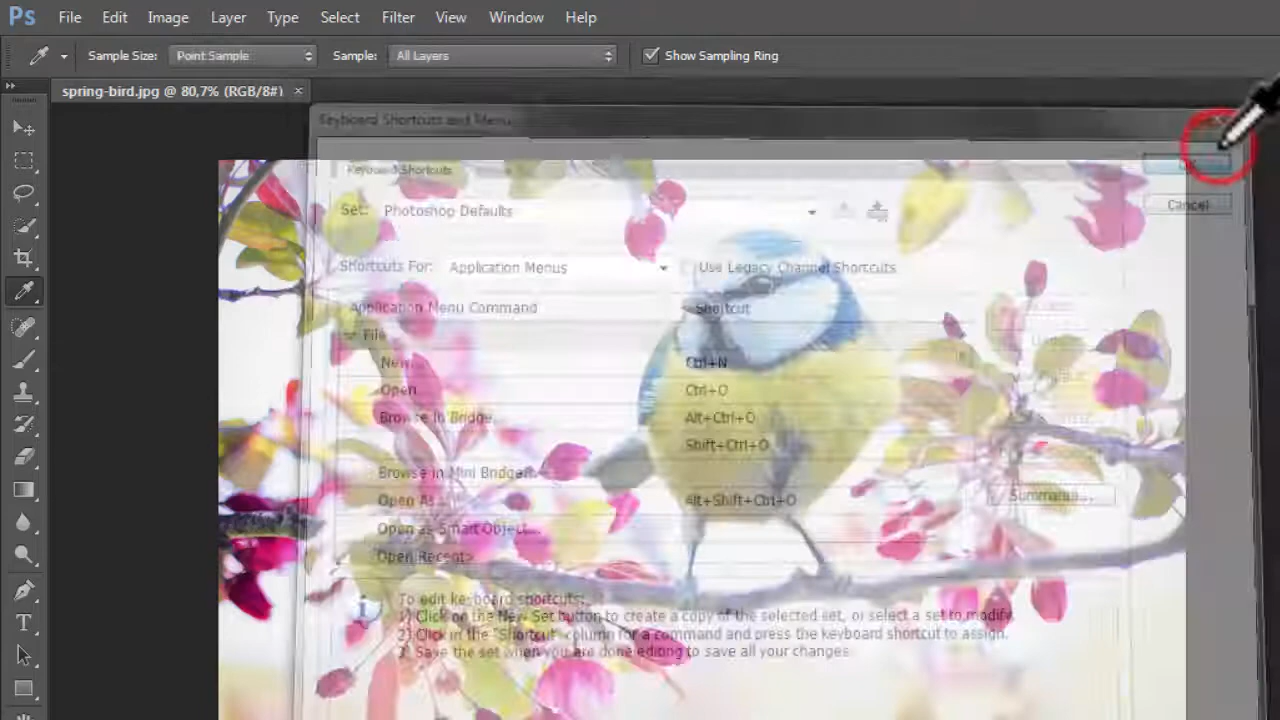 Ps File Edit Image Layer Type Select Filter View Window Help
Sample Size: Point Sample Sample: All Layers Show Sampling Ring
spring-bird.jpg @ 80,7% (RGB/8#) ×
Keyboard Shortcuts and Menus
Keyboard Shortcuts
OK
Set: Photoshop Defaults
Cancel
Shortcuts For: Application Menus Use Legacy Channel Shortcuts
Application Menu Command Shortcut
File
New... Ctrl+N
Open... Ctrl+O
Browse in Bridge... Alt+Ctrl+O
Shift+Ctrl+O
Browse in Mini Bridge...
Open As... Alt+Shift+Ctrl+O
Summarize...
Open as Smart Object...
Open Recent>
To edit keyboard shortcuts:
1) Click on the New Set button to create a copy of the selected set, or select a set to modify.
2) Click in the "Shortcut" column for a command and press the keyboard shortcut to assign.
3) Save the set when you are done editing to save all your changes.